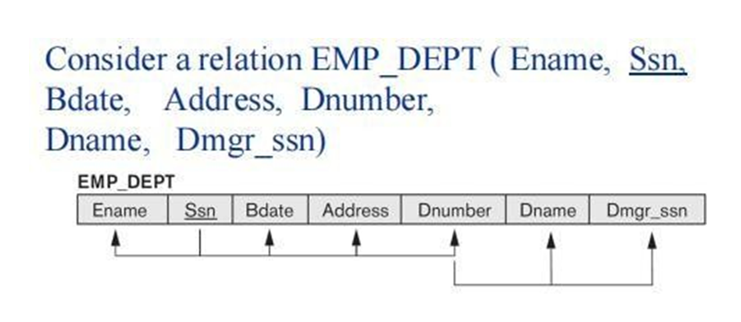 Consider a relation EMP_DEPT ( Ename, Ssn,
Bdate, Address, Dnumber,
Dname, Dmgr_ssn)
EMP_DEPT
Ename Ssn Bdate Address Dnumber Dname Dmgr_ssn